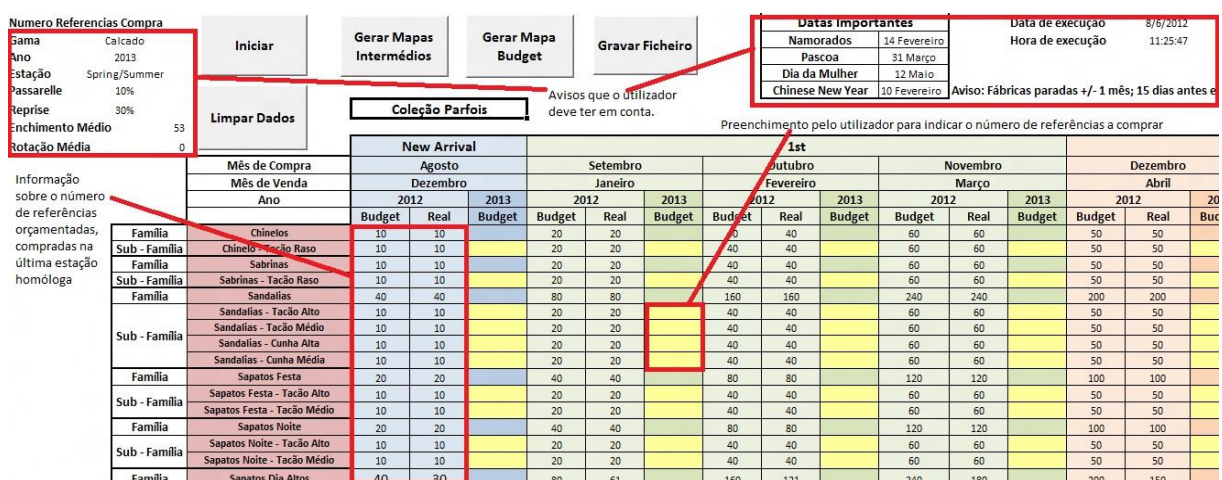 Numero Referencias Compra
Gama Calcado
Ano 2013
Estação Spring/Summer
Passarelle 10%
Reprise 30%
Enchimento Médio 53
Rotação Média 0
Iniciar
Gerar Mapas Intermédios
Gerar Mapa Budget
Gravar Ficheiro
Limpar Dados
Coleção Parfois
Avisos que o utilizador
deve ter em conta.
Datas Importantes
Namorados 14 Fevereiro
Pascoa 31 Março
Dia da Mulher 12 Maio
Chinese New Year 10 Fevereiro
Data de execução 8/6/2012
Hora de execução 11:25:47
Aviso: Fábricas paradas +/- 1 mês; 15 dias antes e
Preenchimento pelo utilizador para indicar o número de referências a comprar
Informação
sobre o número
de referências
orçamentadas,
compradas na
última estação
homóloga
New Arrival 1st
Mês de Compra Agosto Setembro Outubro Novembro Dezembro
Mês de Venda Dezembro Janeiro Fevereiro Março Abril
Ano 2012 2013 2012 2013 2012 2013 2012 2013 2012 20
Budget Real Budget Budget Real Budget Budget Real Budget Budget Real Budget Budget Real Bud
Família Chinelos 10 10 20 20 40 60 60 50 50
Sub - Família Chinelo - Tacão Raso 10 10 20 20 40 40 60 60 50 50
Família Sabrinas 10 10 20 20 40 40 60 60 50 50
Sub - Família Sabrinas - Tacão Raso 10 10 20 20 40 40 60 60 50 50
Família Sandalias 40 40 80 80 160 160 240 240 200 200
Sub - Família
Sandalias - Tacão Alto 10 10 20 20 40 40 60 60 50 50
Sandalias - Tacão Médio 10 10 20 20 40 40 60 60 50 50
Sandalias - Cunha Alta 10 10 20 20 40 40 60 60 50 50
Sandalias - Cunha Média 10 10 20 20 40 40 60 60 50 50
Família Sapatos Festa 20 20 40 40 80 80 120 120 100 100
Sub - Família
Sapatos Festa - Tacão Alto 10 10 20 20 40 40 60 60 50 50
Sapatos Festa - Tacão Médio 10 10 20 20 40 40 60 60 50 50
Família Sapatos Noite 20 20 40 40 80 80 120 120 100 100
Sub - Família
Sapatos Noite - Tacão Alto 10 10 20 20 40 40 60 60 50 50
Sapatos Noite - Tacão Médio 10 10 20 20 40 40 60 60 50 50
Família Sapatos Dia Altos 40 30 80 61 160 121 240 180 200 150